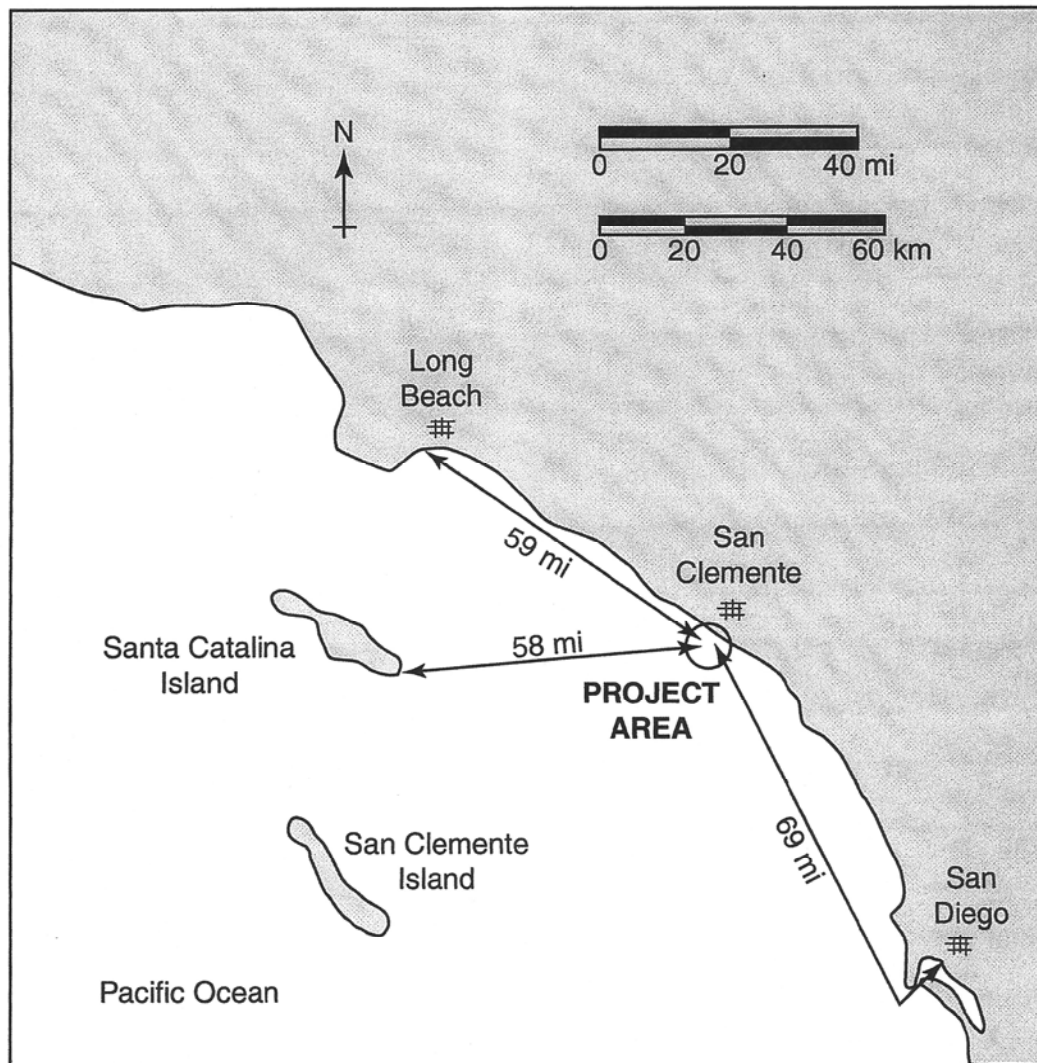 N
0 20 40 mi
0 20 40 60 km
Long
Beach
59 mi
San
Clemente
Santa Catalina
Island
58 mi
PROJECT
AREA
San Clemente
Island
69 mi
San
Diego
Pacific Ocean